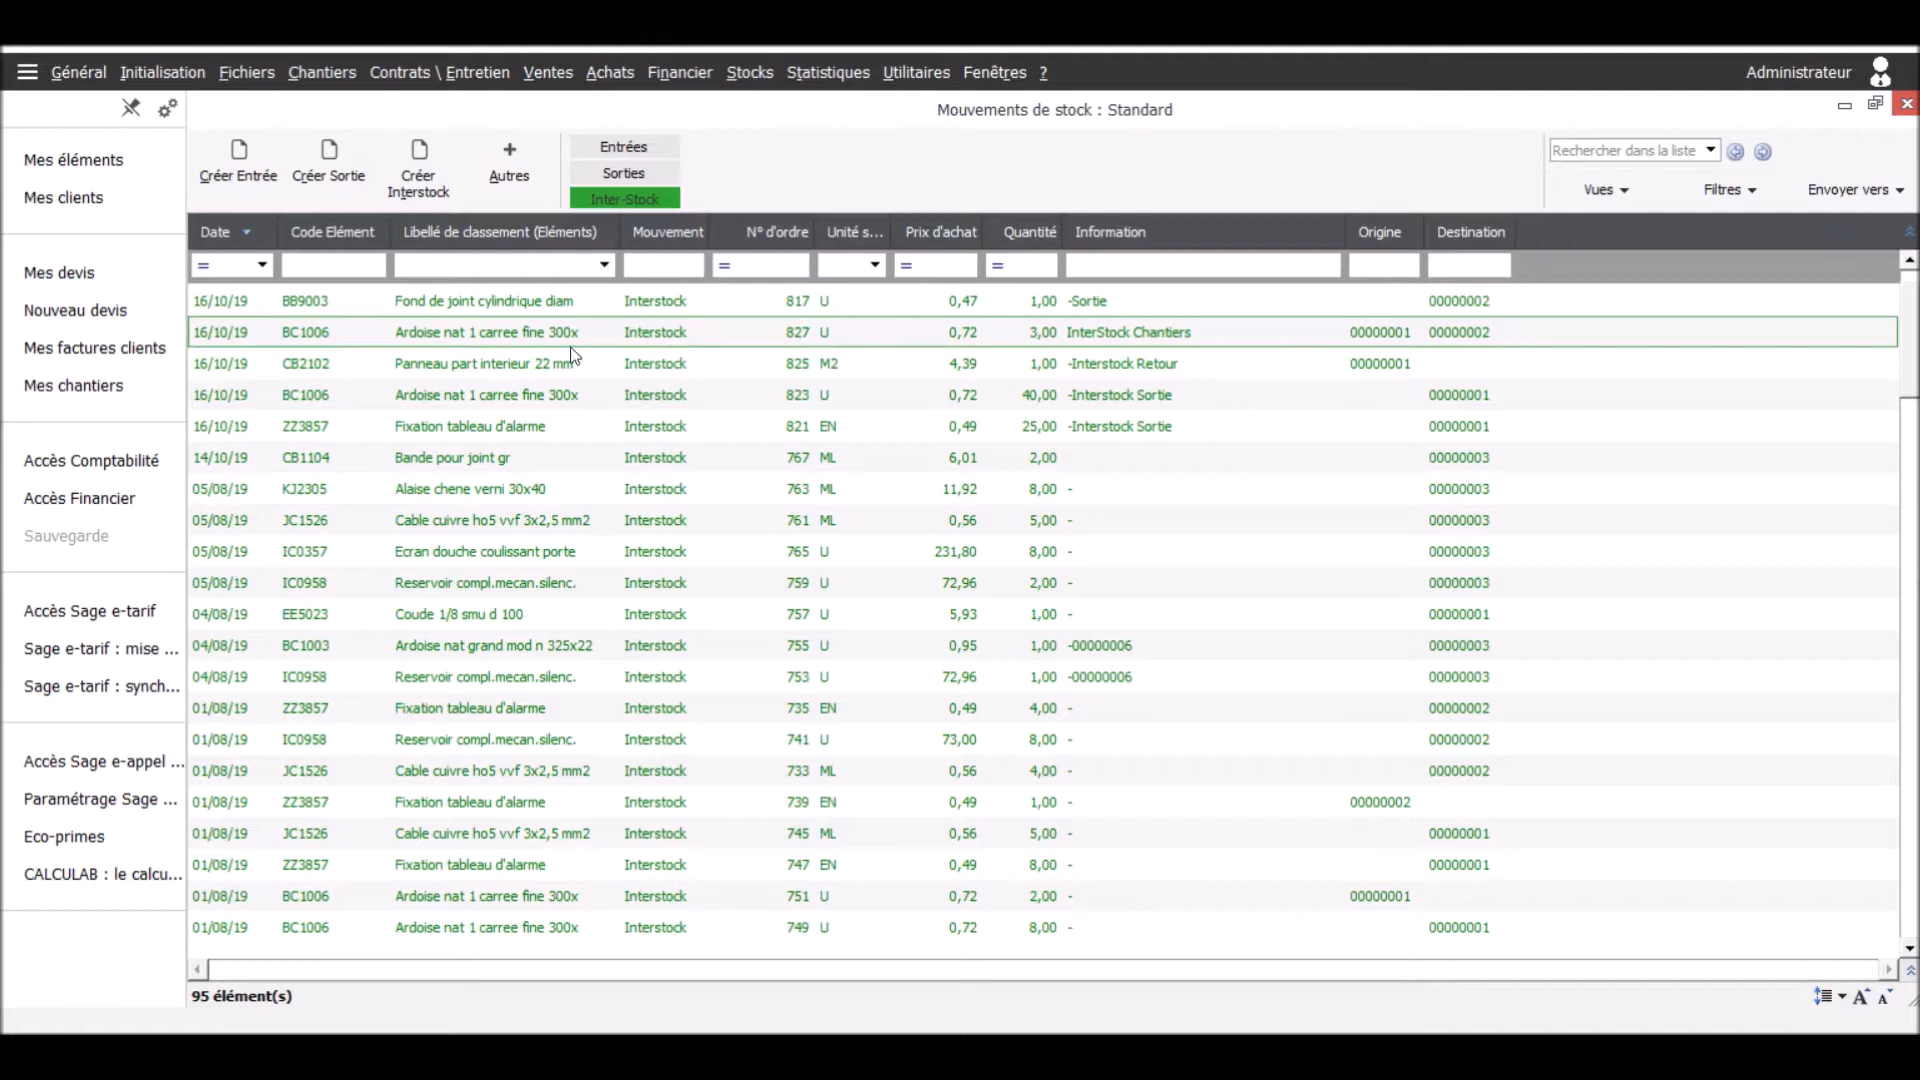 Général Initialisation Fichiers Chantiers Contrats \ Entretien Ventes Achats Financier Stocks Statistiques Utilitaires Fenêtres ? Administrateur
Mouvements de stock : Standard
Mes éléments
Mes clients
Mes devis
Nouveau devis
Mes factures clients
Mes chantiers
Accès Comptabilité
Accès Financier
Sauvegarde
Accès Sage e-tarif
Sage e-tarif : mise ...
Sage e-tarif : synch...
Accès Sage e-appel ...
Paramétrage Sage ...
Eco-primes
CALCULAB : le calcu...
Créer Entrée
Créer Sortie
Créer
Interstock
Autres
Entrées
Sorties
Inter-Stock
Rechercher dans la liste
Vues Filtres Envoyer vers
Date Code Elément Libellé de classement (Eléments) Mouvement N° d'ordre Unité s... Prix d'achat Quantité Information Origine Destination
= = = =
16/10/19 BB9003 Fond de joint cylindrique diam Interstock 817 U 0,47 1,00 -Sortie 00000002
16/10/19 BC1006 Ardoise nat 1 carree fine 300x Interstock 827 U 0,72 3,00 InterStock Chantiers 00000001 00000002
16/10/19 CB2102 Panneau part interieur 22 mm Interstock 825 M2 4,39 1,00 -Interstock Retour 00000001
16/10/19 BC1006 Ardoise nat 1 carree fine 300x Interstock 823 U 0,72 40,00 -Interstock Sortie 00000001
16/10/19 ZZ3857 Fixation tableau d'alarme Interstock 821 EN 0,49 25,00 -Interstock Sortie 00000001
14/10/19 CB1104 Bande pour joint gr Interstock 767 ML 6,01 2,00 00000003
05/08/19 KJ2305 Alaise chene verni 30x40 Interstock 763 ML 11,92 8,00 - 00000003
05/08/19 JC1526 Cable cuivre ho5 vvf 3x2,5 mm2 Interstock 761 ML 0,56 5,00 - 00000003
05/08/19 IC0357 Ecran douche coulissant porte Interstock 765 U 231,80 8,00 - 00000003
05/08/19 IC0958 Reservoir compl.mecan.silenc. Interstock 759 U 72,96 2,00 - 00000003
04/08/19 EE5023 Coude 1/8 smu d 100 Interstock 757 U 5,93 1,00 - 00000001
04/08/19 BC1003 Ardoise nat grand mod n 325x22 Interstock 755 U 0,95 1,00 -00000006 00000003
04/08/19 IC0958 Reservoir compl.mecan.silenc. Interstock 753 U 72,96 1,00 -00000006 00000003
01/08/19 ZZ3857 Fixation tableau d'alarme Interstock 735 EN 0,49 4,00 - 00000002
01/08/19 IC0958 Reservoir compl.mecan.silenc. Interstock 741 U 73,00 8,00 - 00000002
01/08/19 JC1526 Cable cuivre ho5 vvf 3x2,5 mm2 Interstock 733 ML 0,56 4,00 - 00000002
01/08/19 ZZ3857 Fixation tableau d'alarme Interstock 739 EN 0,49 1,00 - 00000002
01/08/19 JC1526 Cable cuivre ho5 vvf 3x2,5 mm2 Interstock 745 ML 0,56 5,00 - 00000001
01/08/19 ZZ3857 Fixation tableau d'alarme Interstock 747 EN 0,49 8,00 - 00000001
01/08/19 BC1006 Ardoise nat 1 carree fine 300x Interstock 751 U 0,72 2,00 - 00000001
01/08/19 BC1006 Ardoise nat 1 carree fine 300x Interstock 749 U 0,72 8,00 - 00000001
95 élément(s)
A A